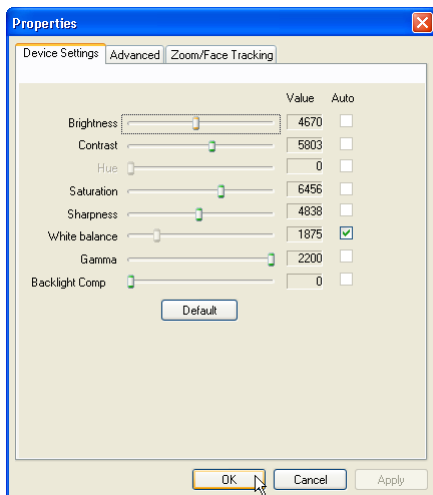 Properties
Device Settings Advanced Zoom/Face Tracking
Value Auto
Brightness 4670
Contrast 5803
Hue 0
Saturation 6456
Sharpness 4838
White balance 1875
Gamma 2200
Backlight Comp 0
Default
OK Cancel Apply